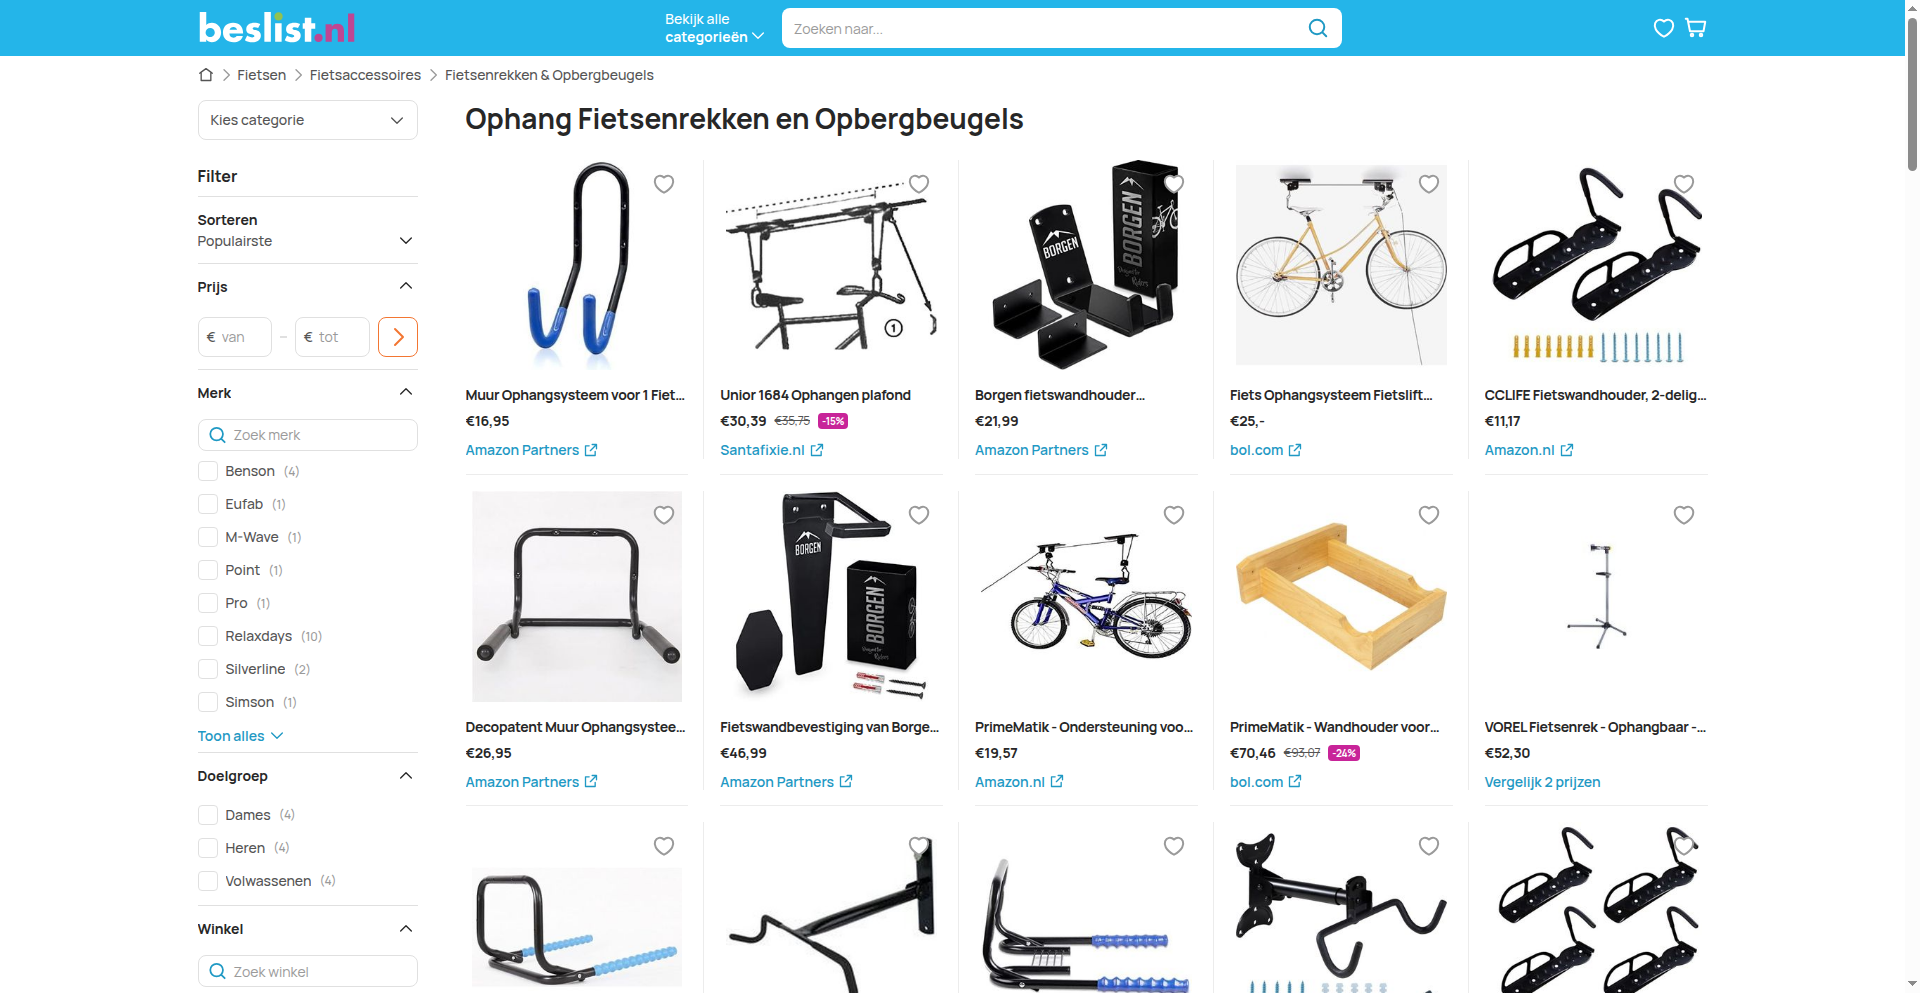 beslist.nl
Bekijk alle
categorieën
Zoeken naar...
Fietsen
Fietsaccessoires
Fietsenrekken & Opbergbeugels
Kies categorie
Ophang Fietsenrekken en Opbergbeugels
Filter
Sorteren
Populairste
Prijs
€ van
–
€ tot
Merk
Zoek merk
Benson (4)
Eufab (1)
M-Wave (1)
Point (1)
Pro (1)
Relaxdays (10)
Silverline (2)
Simson (1)
Toon alles
Doelgroep
Dames (4)
Heren (4)
Volwassenen (4)
Winkel
Zoek winkel
1
BORGEN
BORGEN
Muur Ophangsysteem voor 1 Fiet...
€16,95
Amazon Partners
Unior 1684 Ophangen plafond
€30,39 €35,75 -15%
Santafixie.nl
Borgen fietswandhouder...
€21,99
Amazon Partners
Fiets Ophangsysteem Fietslift...
€25,-
bol.com
CCLIFE Fietswandhouder, 2-delig...
€11,17
Amazon.nl
BORGEN
BORGEN
Decopatent Muur Ophangsystee...
€26,95
Amazon Partners
Fietswandbevestiging van Borge...
€46,99
Amazon Partners
PrimeMatik - Ondersteuning voo...
€19,57
Amazon.nl
PrimeMatik - Wandhouder voor...
€70,46 €93,07 -24%
bol.com
VOREL Fietsenrek - Ophangbaar -...
€52,30
Vergelijk 2 prijzen